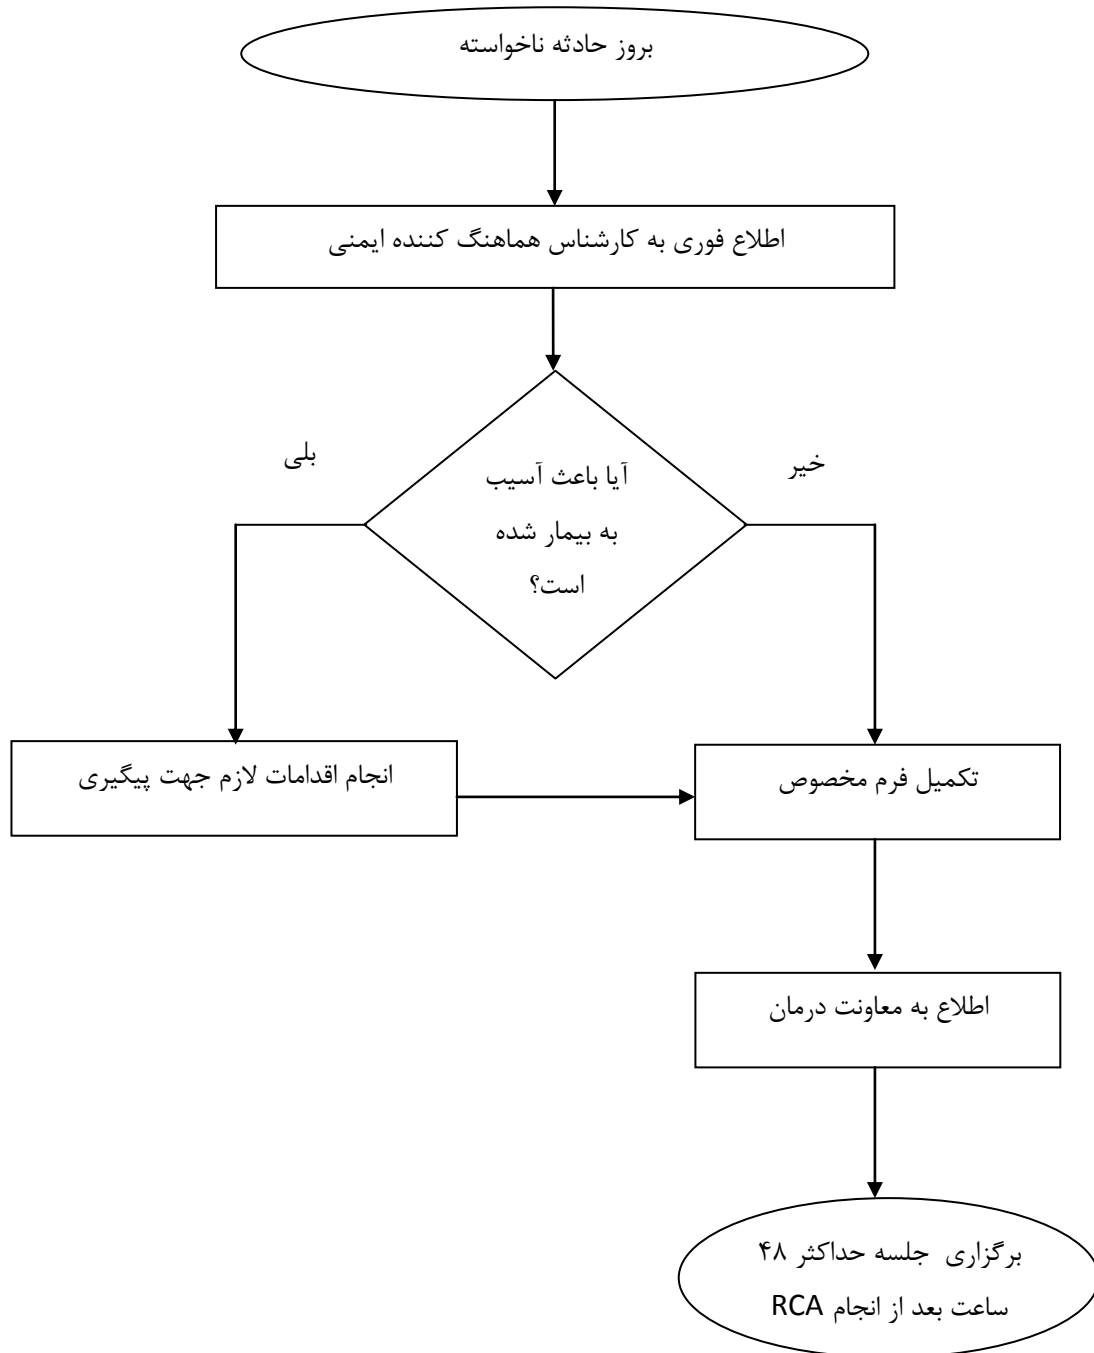 بروز حادثه ناخواسته
اطلاع فوری به کارشناس هماهنگ کننده ایمنی
خیر
بلی
آیا باعث آسیب
به بیمار شده
است؟
انجام اقدامات لازم جهت پیگیری
تکمیل فرم مخصوص
اطلاع به معاونت درمان
برگزاری جلسه حداکثر ۴۸
ساعت بعد از انجام RCA